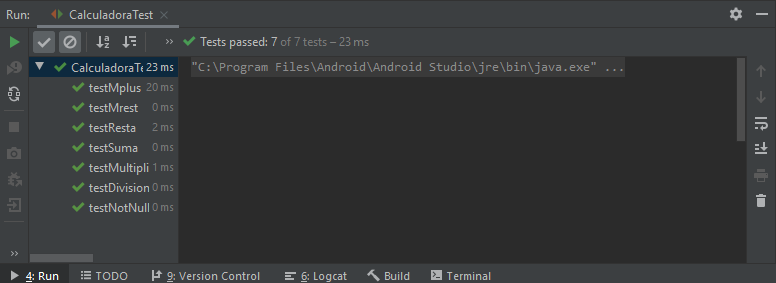 Run: CalculadoraTest
Tests passed: 7 of 7 tests – 23 ms
CalculadoraTe 23 ms
"C:\Program Files\Android\Android Studio\jre\bin\java.exe" ...
testMplus 20 ms
testMrest 0 ms
testResta 2 ms
testSuma 0 ms
testMultipli 1 ms
testDivision 0 ms
testNotNull 0 ms
4: Run TODO 9: Version Control 6: Logcat Build Terminal